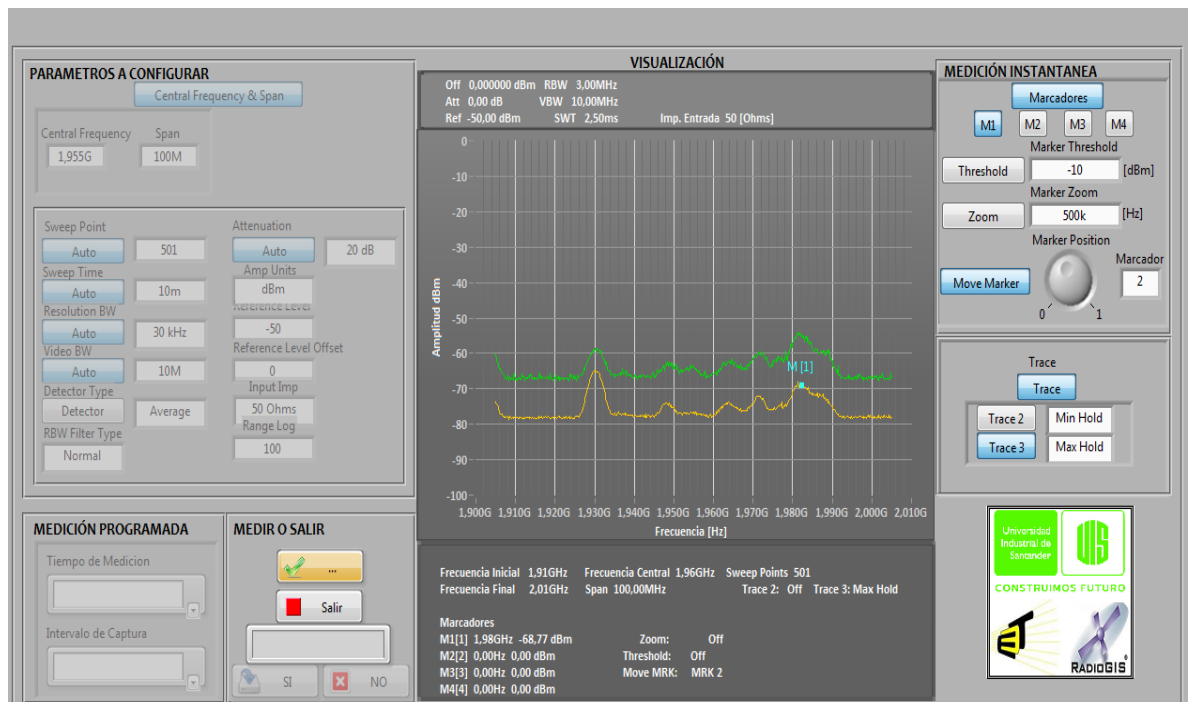 PARAMETROS A CONFIGURAR
Central Frequency & Span
Central Frequency Span
1,955G 100M
Sweep Point
Auto 501
Sweep Time
Auto 10m
Resolution BW
Auto 30 kHz
Video BW
Auto 10M
Detector Type
Detector Average
RBW Filter Type
Normal
Attenuation
Auto 20 dB
Amp Units
dBm
Reference Level
-50
Reference Level Offset
0
Input Imp
50 Ohms
Range Log
100
VISUALIZACIÓN
Off 0,000000 dBm RBW 3,00MHz
Att 0,00 dB VBW 10,00MHz
Ref -50,00 dBm SWT 2,50ms Imp. Entrada 50 [Ohms]
Amplitud dBm
0
-10
-20
-30
-40
-50
-60
-70
-80
-90
-100
M [1]
1,900G 1,910G 1,920G 1,930G 1,940G 1,950G 1,960G 1,970G 1,980G 1,990G 2,000G 2,010G
Frecuencia [Hz]
Frecuencia Inicial 1,91GHz Frecuencia Central 1,96GHz Sweep Points 501
Frecuencia Final 2,01GHz Span 100,00MHz Trace 2: Off Trace 3: Max Hold
Marcadores
M1[1] 1,98GHz -68,77 dBm Zoom: Off
M2[2] 0,00Hz 0,00 dBm Threshold: Off
M3[3] 0,00Hz 0,00 dBm Move MRK: MRK 2
M4[4] 0,00Hz 0,00 dBm
MEDICIÓN INSTANTANEA
Marcadores
M1 M2 M3 M4
Marker Threshold
Threshold -10 [dBm]
Marker Zoom
Zoom 500k [Hz]
Marker Position
Marcador
Move Marker 2
0 1
Trace
Trace
Trace 2 Min Hold
Trace 3 Max Hold
MEDICIÓN PROGRAMADA
Tiempo de Medicion
Intervalo de Captura
MEDIR O SALIR
...
Salir
SI NO
Universidad
Industrial de
Santander
UIS
CONSTRUIMOS FUTURO
RADIOGIS